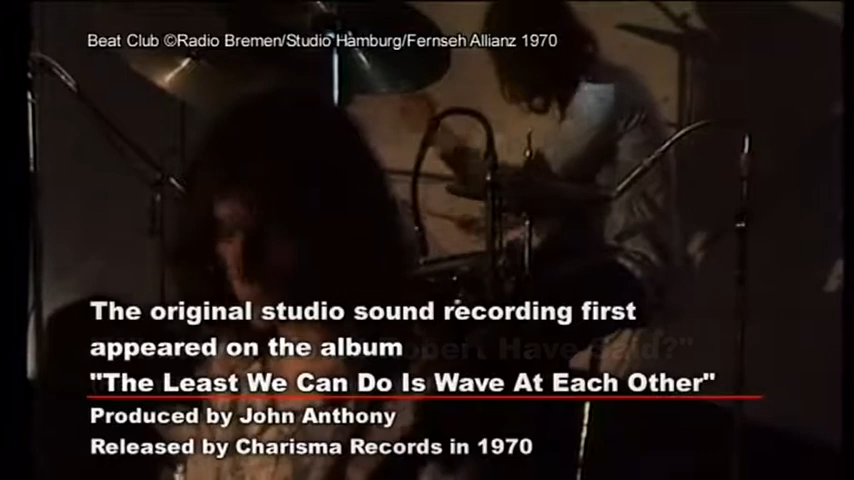 Beat Club ©Radio Bremen/Studio Hamburg/Fernseh Allianz 1970
The original studio sound recording first
appeared on the album
"The Least We Can Do Is Wave At Each Other"
Produced by John Anthony
Released by Charisma Records in 1970